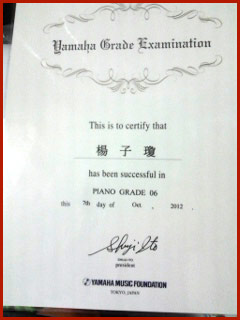 Yamaha Grade Examination
This is to certify that
楊 子 瓊
has been successful in
PIANO GRADE 06
this 7th day of Oct , 2012 .
president
YAMAHA MUSIC FOUNDATION
TOKYO, JAPAN